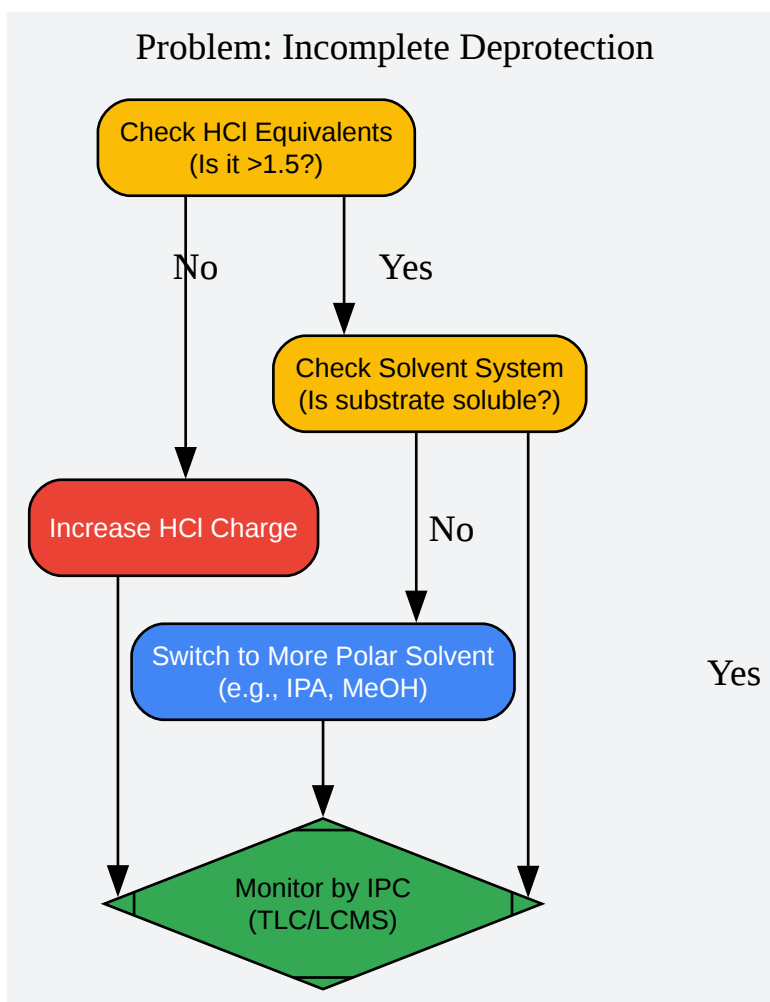 Problem: Incomplete Deprotection
Check HCl Equivalents
(Is it >1.5?)
No
Yes
Check Solvent System
(Is substrate soluble?)
Increase HCl Charge
No
Switch to More Polar Solvent
(e.g., IPA, MeOH)
Yes
Monitor by IPC
(TLC/LCMS)